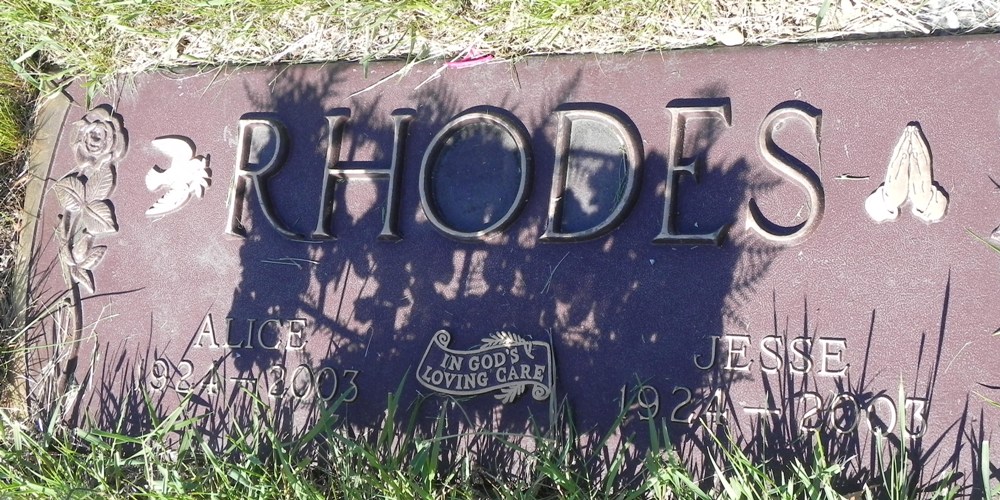 RHODES
ALICE
1924 – 2003
IN GOD'S
LOVING CARE
JESSE
1924 – 2003